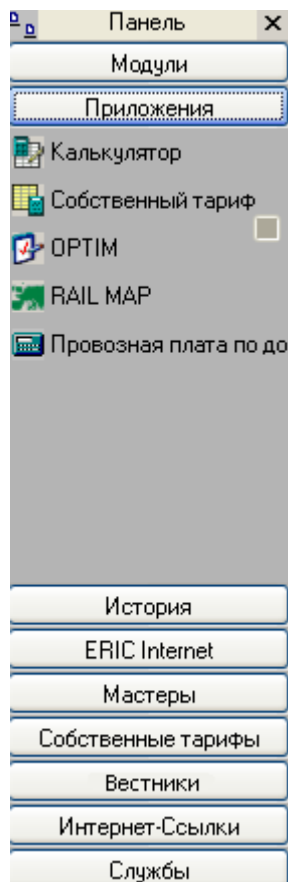 Панель
Модули
Приложения
Калькулятор
Собственный тариф
OPTIM
RAIL MAP
Провозная плата по до
История
ERIC Internet
Мастеры
Собственные тарифы
Вестники
Интернет-Ссылки
Службы